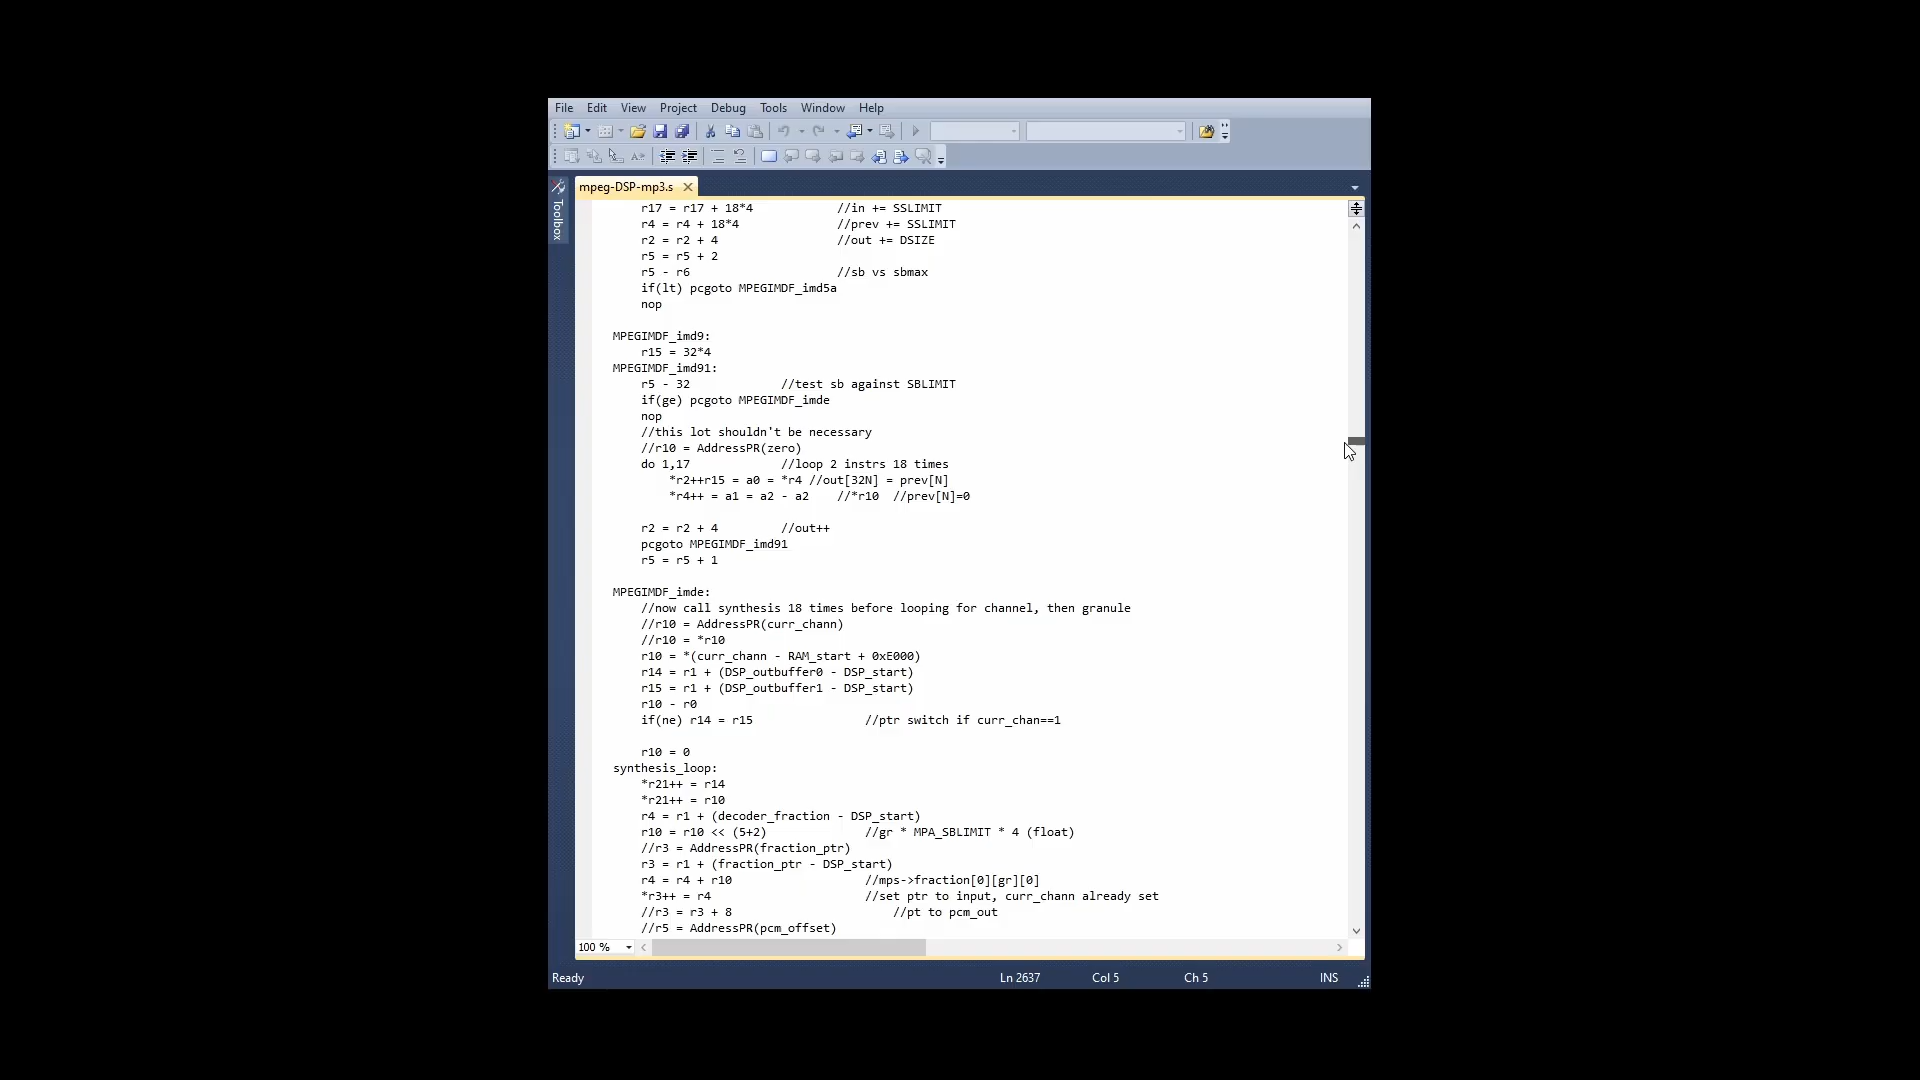 File Edit View Project Debug Tools Window Help
mpeg-DSP-mp3.s
Toolbox
r17 = r17 + 18*4 //in += SSLIMIT
r4 = r4 + 18*4 //prev += SSLIMIT
r2 = r2 + 4 //out += DSIZE
r5 = r5 + 2
r5 - r6 //sb vs sbmax
if(lt) pcgoto MPEGIMDF_imd5a
nop
MPEGIMDF_imd9:
r15 = 32*4
MPEGIMDF_imd91:
r5 - 32 //test sb against SBLIMIT
if(ge) pcgoto MPEGIMDF_imde
nop
//this lot shouldn't be necessary
//r10 = AddressPR(zero)
do 1,17 //loop 2 instrs 18 times
*r2++r15 = a0 = *r4 //out[32N] = prev[N]
*r4++ = a1 = a2 - a2 //*r10 //prev[N]=0
r2 = r2 + 4 //out++
pcgoto MPEGIMDF_imd91
r5 = r5 + 1
MPEGIMDF_imde:
//now call synthesis 18 times before looping for channel, then granule
//r10 = AddressPR(curr_chann)
//r10 = *r10
r10 = *(curr_chann - RAM_start + 0xE000)
r14 = r1 + (DSP_outbuffer0 - DSP_start)
r15 = r1 + (DSP_outbuffer1 - DSP_start)
r10 - r0
if(ne) r14 = r15 //ptr switch if curr_chan==1
r10 = 0
synthesis_loop:
*r21++ = r14
*r21++ = r10
r4 = r1 + (decoder_fraction - DSP_start)
r10 = r10 << (5+2) //gr * MPA_SBLIMIT * 4 (float)
//r3 = AddressPR(fraction_ptr)
r3 = r1 + (fraction_ptr - DSP_start)
r4 = r4 + r10 //mps->fraction[0][gr][0]
*r3++ = r4 //set ptr to input, curr_chann already set
//r3 = r3 + 8 //pt to pcm_out
//r5 = AddressPR(pcm_offset)
100 %
Ready Ln 2637 Col 5 Ch 5 INS